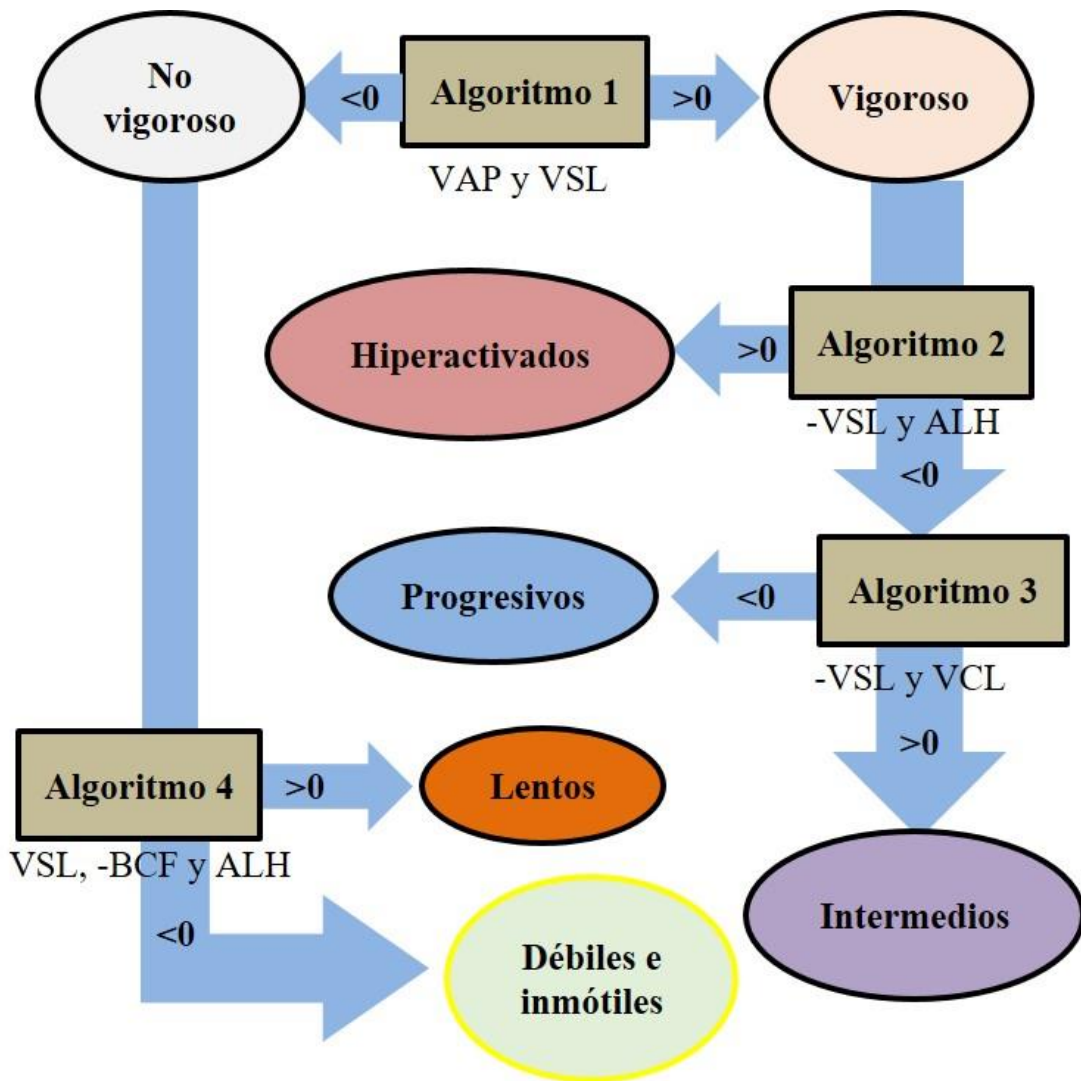 No
vigoroso
<0
Algoritmo 1
>0
Vigoroso
VAP y VSL
Hiperactivados
>0
Algoritmo 2
-VSL y ALH
<0
Progresivos
<0
Algoritmo 3
-VSL y VCL
>0
Algoritmo 4
>0
Lentos
VSL, -BCF y ALH
<0
Débiles e
inmótiles
Intermedios